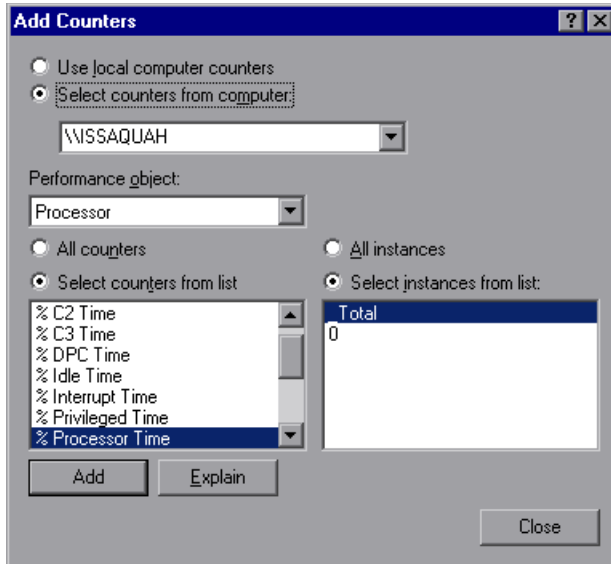 Add Counters
Use local computer counters
Select counters from computer:
\\ISSAQUAH
Performance object:
Processor
All counters
All instances
Select counters from list
Select instances from list:
% C2 Time
% C3 Time
% DPC Time
% Idle Time
% Interrupt Time
% Privileged Time
% Processor Time
_Total
0
Add
Explain
Close